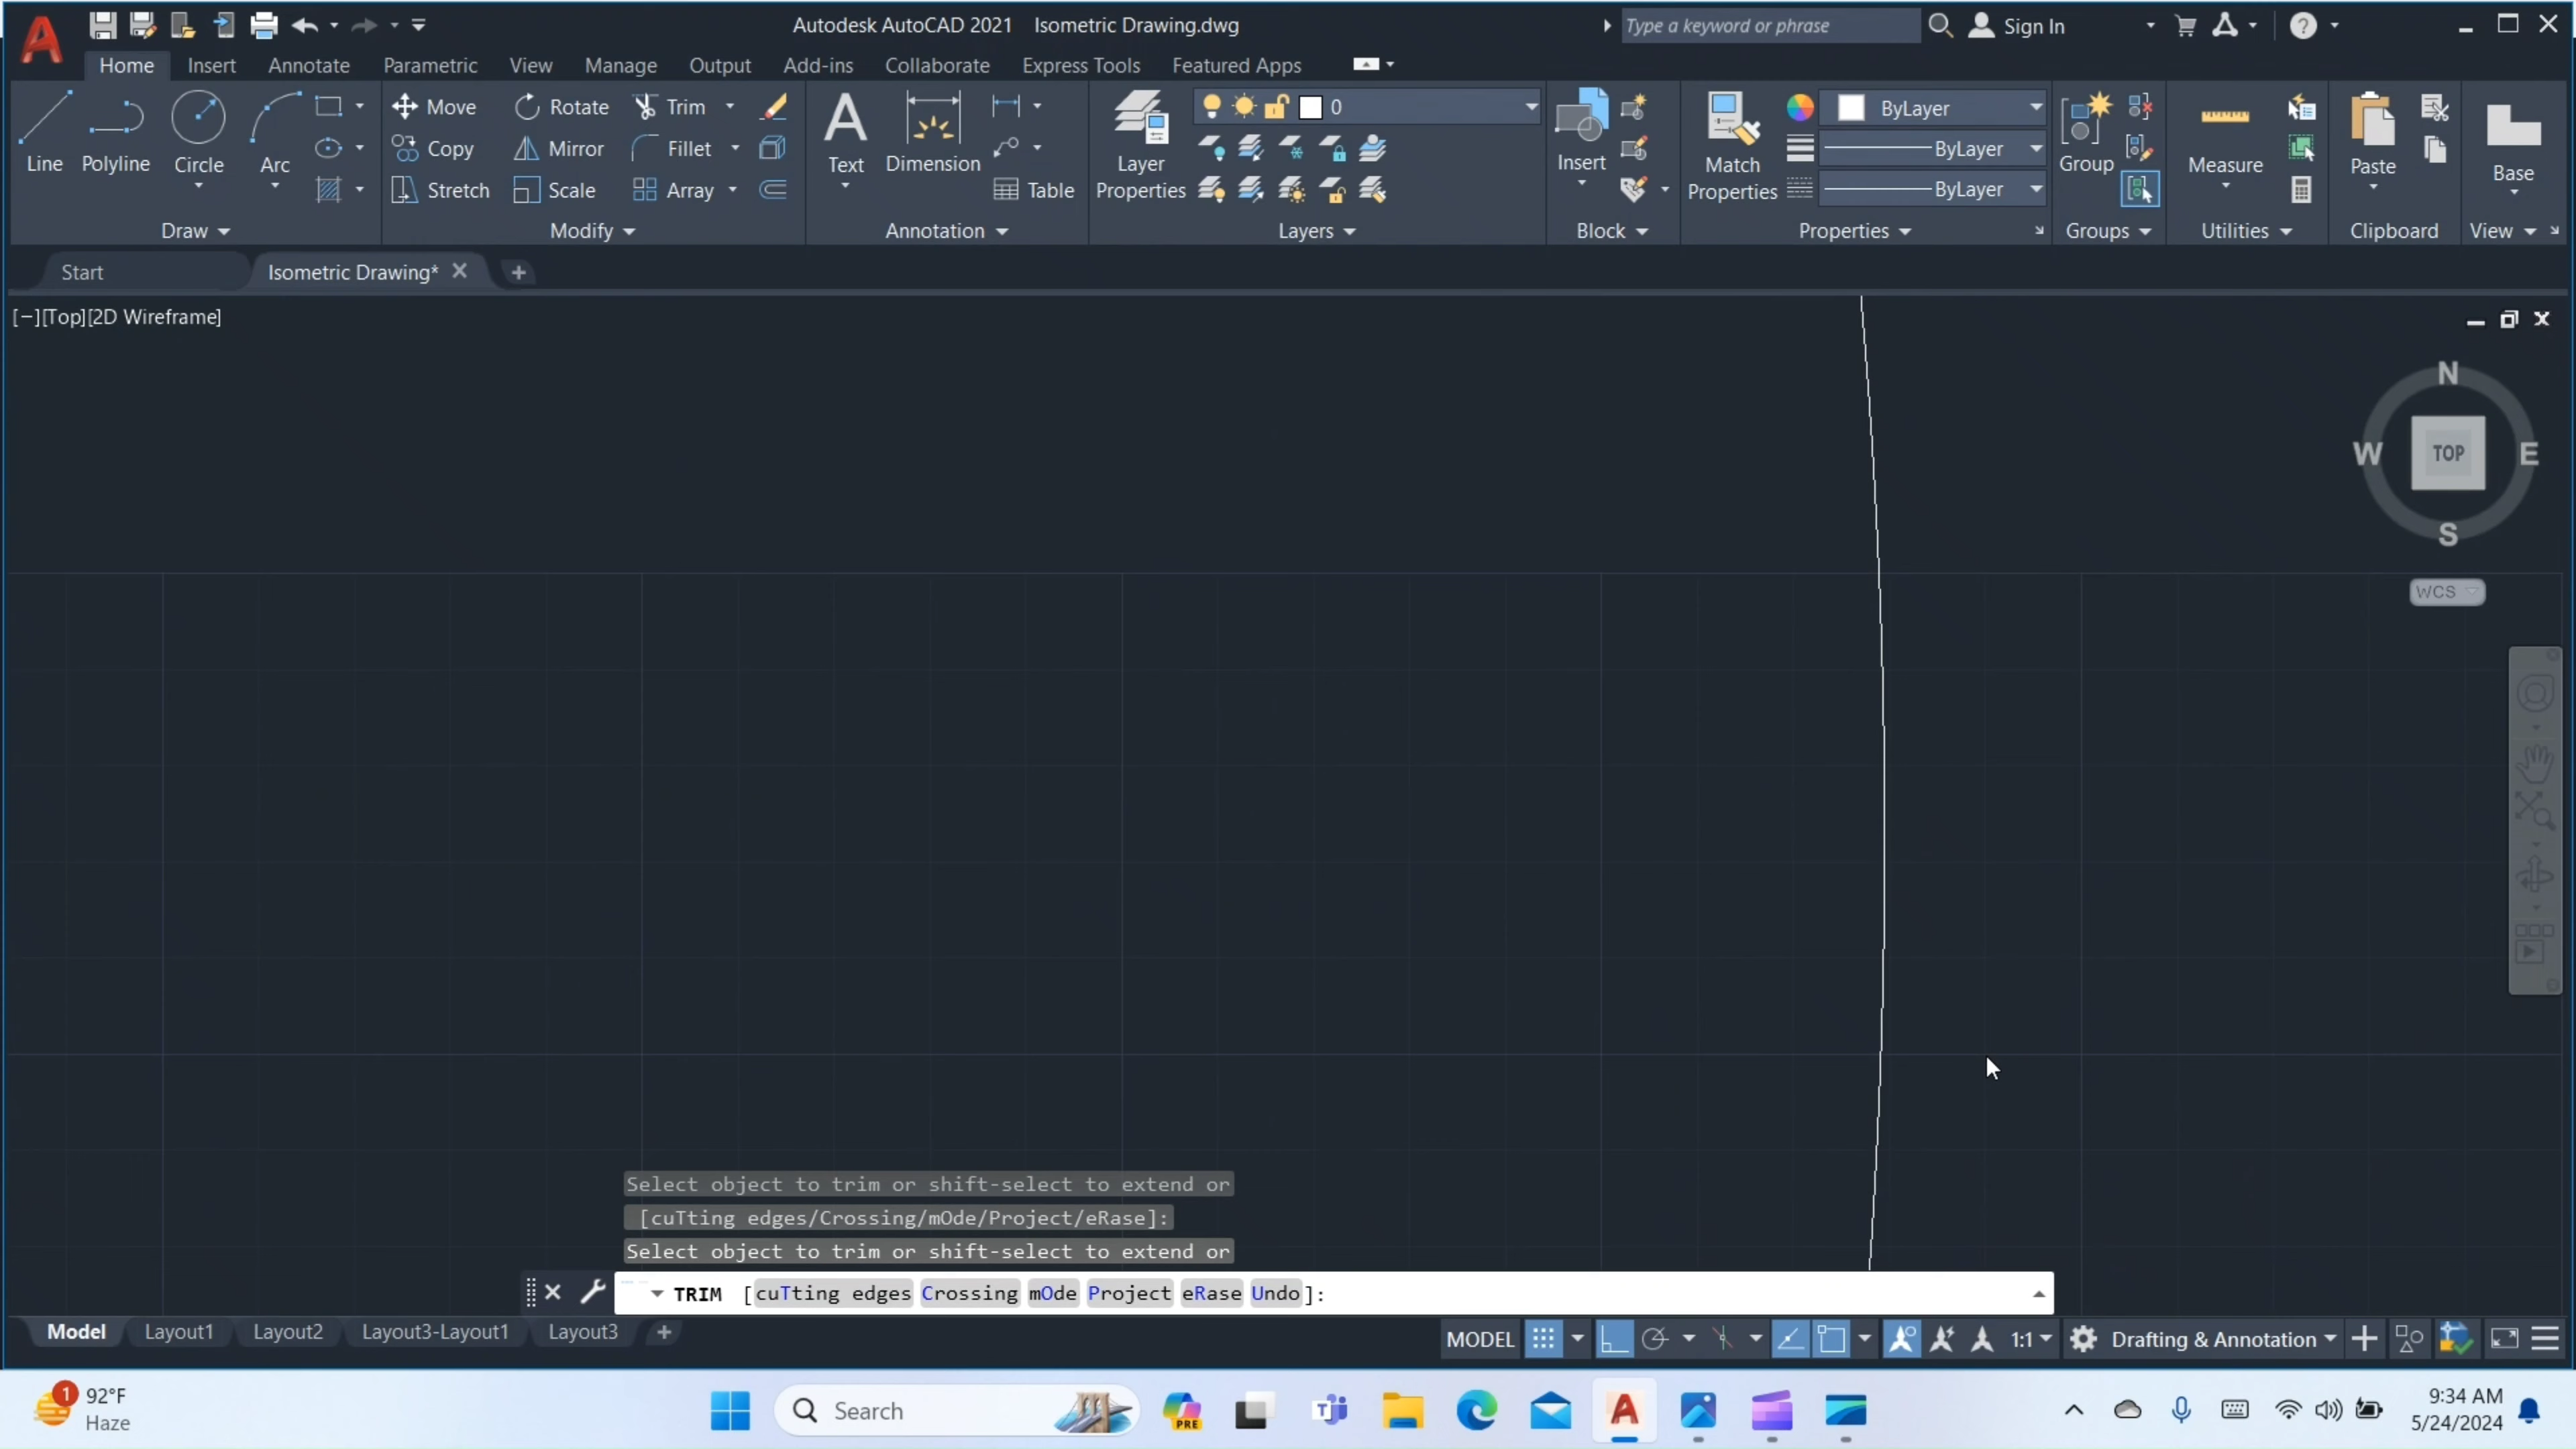 Autodesk AutoCAD 2021 Isometric Drawing.dwg
Type a keyword or phrase
Sign In
Home Insert Annotate Parametric View Manage Output Add-ins Collaborate Express Tools Featured Apps
Line
Polyline
Circle
Arc
Draw
Move
Rotate
Trim
Copy
Mirror
Fillet
Stretch
Scale
Array
Modify
Text
Dimension
Table
Annotation
Layer
Properties
0
Layers
Insert
Block
Match
Properties
ByLayer
ByLayer
ByLayer
Properties
Group
Groups
Measure
Utilities
Paste
Clipboard
Base
View
Start
Isometric Drawing*
[−][Top][2D Wireframe]
N
W
TOP
E
S
WCS
Select object to trim or shift-select to extend or
[cuTting edges/Crossing/mOde/Project/eRase]:
Select object to trim or shift-select to extend or
TRIM [cuTting edges Crossing mOde Project eRase Undo]:
Model Layout1 Layout2 Layout3-Layout1 Layout3
MODEL
1:1
Drafting & Annotation
1
92°F
Haze
Search
PRE
9:34 AM
5/24/2024